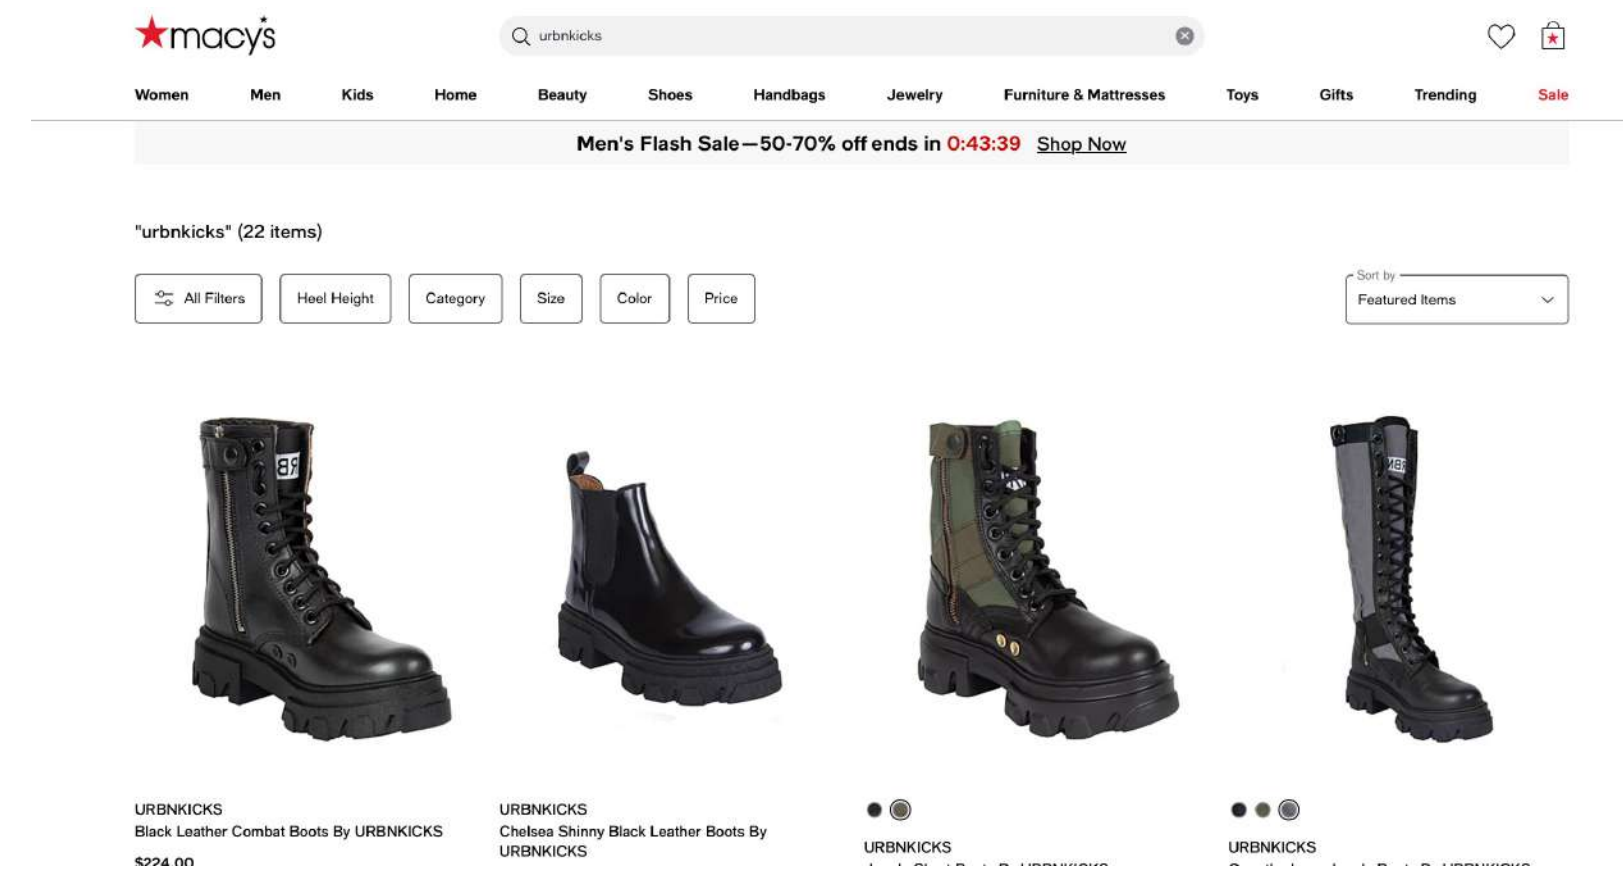 macy's
urbnkicks
Women Men Kids Home Beauty Shoes Handbags Jewelry Furniture & Mattresses Toys Gifts Trending Sale
Men's Flash Sale—50-70% off ends in 0:43:39 Shop Now
"urbnkicks" (22 items)
All Filters Heel Height Category Size Color Price
Sort by
Featured Items
URBNKICKS
Black Leather Combat Boots By URBNKICKS
$224.00
URBNKICKS
Chelsea Shinny Black Leather Boots By
URBNKICKS
URBNKICKS
URBNKICKS